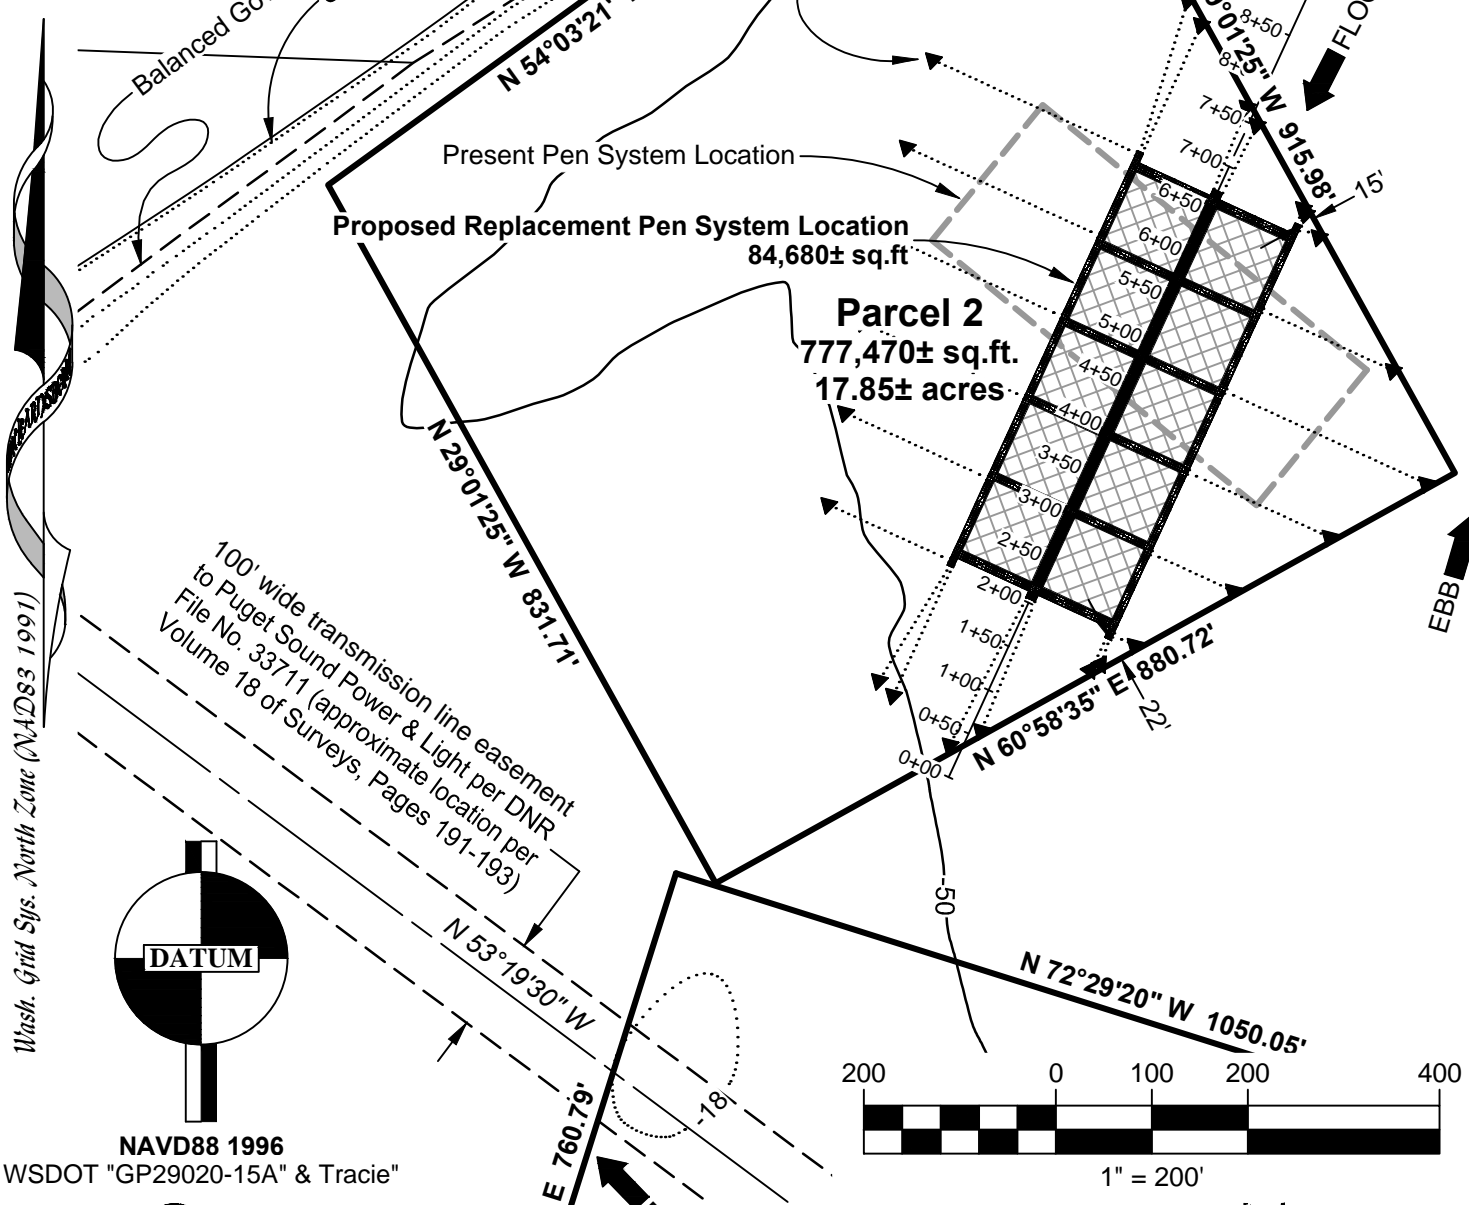 Balanced Go
N 54°03'21"
8+50
FLO
0°01'25" W 915.98'
8+
7+50
7+00
15'
Present Pen System Location
Proposed Replacement Pen System Location
84,680± sq.ft
6+50
6+00
5+50
5+00
4+50
4+00
3+50
3+00
2+50
2+00
1+50
1+00
0+50
0+00
Parcel 2
777,470± sq.ft.
17.85± acres
N 29°01'25" W 831.71'
EBB
N 60°58'35" E 880.72'
22'
100' wide transmission line easement
to Puget Sound Power & Light per DNR
File No. 33711 (approximate location per
Volume 18 of Surveys, Pages 191-193)
Wash. Grid Sys. North Zone (NAD83 1991)
DATUM
NAVD88 1996
WSDOT "GP29020-15A" & Tracie"
N 53°19'30" W
-50
-18
N 72°29'20" W 1050.05'
E 760.79'
200 0 100 200 400
1" = 200'